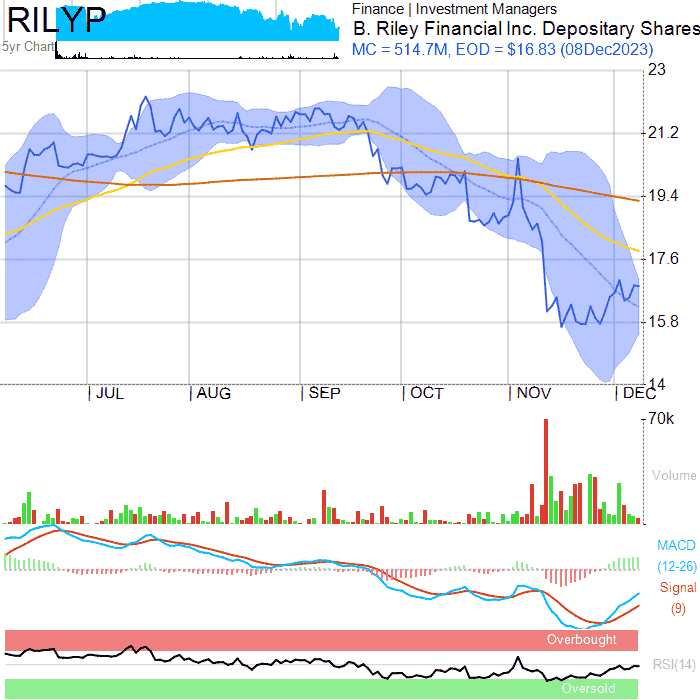 RILYP
Finance | Investment Managers
B. Riley Financial Inc. Depositary Shares
5yr Chart
MC = 514.7M, EOD = $16.83 (08Dec2023)
23
21.2
19.4
17.6
15.8
14
JUL AUG SEP OCT NOV DEC
70k
Volume
MACD
(12-26)
Signal
(9)
Overbought
RSI(14)
Oversold